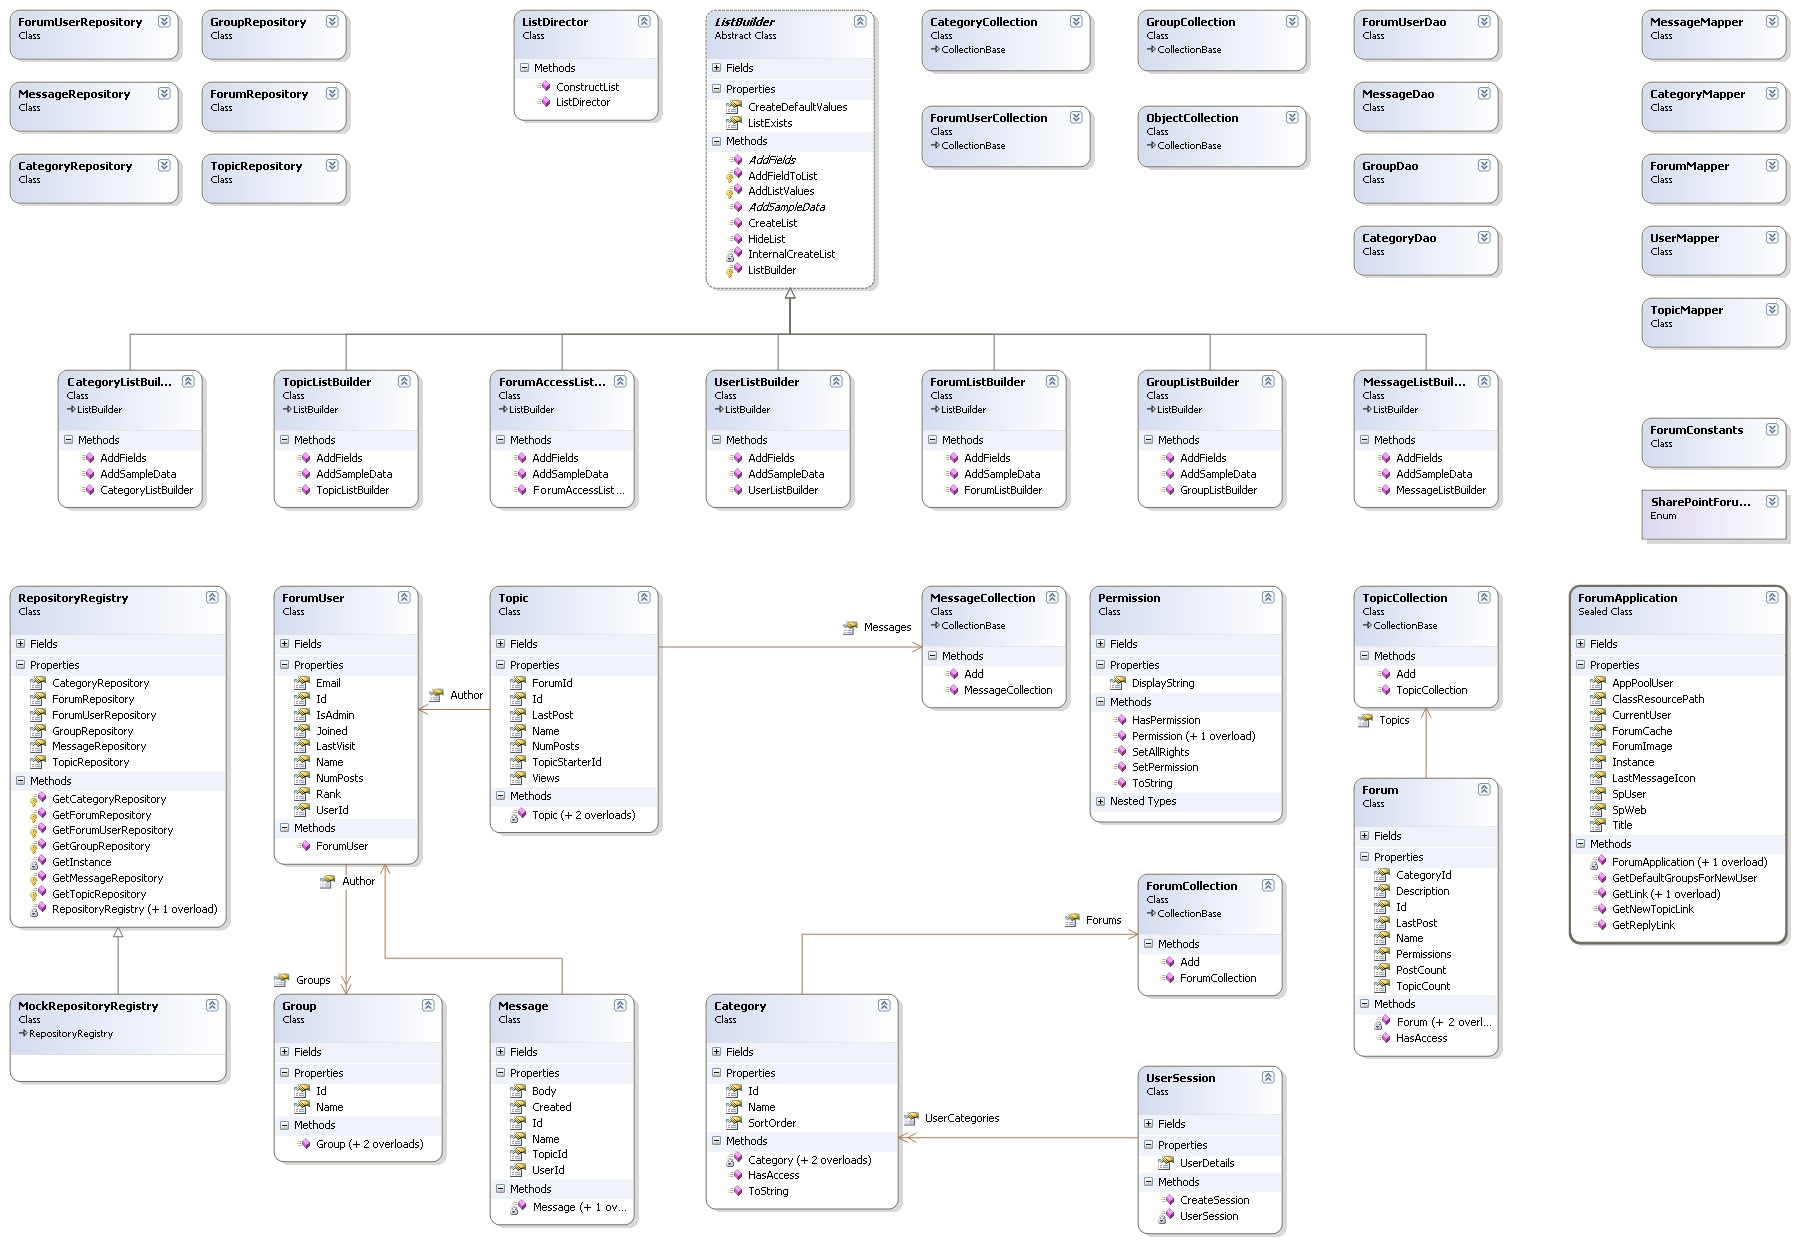 ForumUserRepository
Class
GroupRepository
Class
MessageRepository
Class
ForumRepository
Class
CategoryRepository
Class
TopicRepository
Class
ListDirector
Class
Methods
ConstructList
ListDirector
ListBuilder
Abstract Class
Fields
Properties
CreateDefaultValues
ListExists
Methods
AddFields
AddFieldToList
AddListValues
AddSampleData
CreateList
HideList
InternalCreateList
ListBuilder
CategoryCollection
Class
CollectionBase
GroupCollection
Class
CollectionBase
ForumUserCollection
Class
CollectionBase
ObjectCollection
Class
CollectionBase
ForumUserDao
Class
MessageDao
Class
GroupDao
Class
CategoryDao
Class
MessageMapper
Class
CategoryMapper
Class
ForumMapper
Class
UserMapper
Class
TopicMapper
Class
CategoryListBuil...
Class
ListBuilder
Methods
AddFields
AddSampleData
CategoryListBuilder
TopicListBuilder
Class
ListBuilder
Methods
AddFields
AddSampleData
TopicListBuilder
ForumAccessList...
Class
ListBuilder
Methods
AddFields
AddSampleData
ForumAccessList...
UserListBuilder
Class
ListBuilder
Methods
AddFields
AddSampleData
UserListBuilder
ForumListBuilder
Class
ListBuilder
Methods
AddFields
AddSampleData
ForumListBuilder
GroupListBuilder
Class
ListBuilder
Methods
AddFields
AddSampleData
GroupListBuilder
MessageListBuil...
Class
ListBuilder
Methods
AddFields
AddSampleData
MessageListBuilder
ForumConstants
Class
SharePointForu...
Enum
RepositoryRegistry
Class
Fields
Properties
CategoryRepository
ForumRepository
ForumUserRepository
GroupRepository
MessageRepository
TopicRepository
Methods
GetCategoryRepository
GetForumRepository
GetForumUserRepository
GetGroupRepository
GetInstance
GetMessageRepository
GetTopicRepository
RepositoryRegistry (+ 1 overload)
ForumUser
Class
Fields
Properties
Email
Id
IsAdmin
Joined
LastVisit
Name
NumPosts
Rank
UserId
Methods
ForumUser
Author
Topic
Class
Fields
Properties
ForumId
Id
LastPost
Name
NumPosts
TopicStarterId
Views
Methods
Topic (+ 2 overloads)
Messages
MessageCollection
Class
CollectionBase
Methods
Add
MessageCollection
Permission
Class
Fields
Properties
DisplayString
Methods
HasPermission
Permission (+ 1 overload)
SetAllRights
SetPermission
ToString
Nested Types
TopicCollection
Class
CollectionBase
Methods
Add
TopicCollection
Topics
Forum
Class
Fields
Properties
CategoryId
Description
Id
LastPost
Name
Permissions
PostCount
TopicCount
Methods
Forum (+ 2 overl...
HasAccess
ForumApplication
Sealed Class
Fields
Properties
AppPoolUser
ClassResourcePath
CurrentUser
ForumCache
ForumImage
Instance
LastMessageIcon
SpUser
SpWeb
Title
Methods
ForumApplication (+ 1 overload)
GetDefaultGroupsForNewUser
GetLink (+ 1 overload)
GetNewTopicLink
GetReplyLink
Author
Groups
MockRepositoryRegistry
Class
RepositoryRegistry
Group
Class
Fields
Properties
Id
Name
Methods
Group (+ 2 overloads)
Message
Class
Fields
Properties
Body
Created
Id
Name
TopicId
UserId
Methods
Message (+ 1 ov...
Forums
ForumCollection
Class
CollectionBase
Methods
Add
ForumCollection
Category
Class
Fields
Properties
Id
Name
SortOrder
Methods
Category (+ 2 overloads)
HasAccess
ToString
UserCategories
UserSession
Class
Fields
Properties
UserDetails
Methods
CreateSession
UserSession